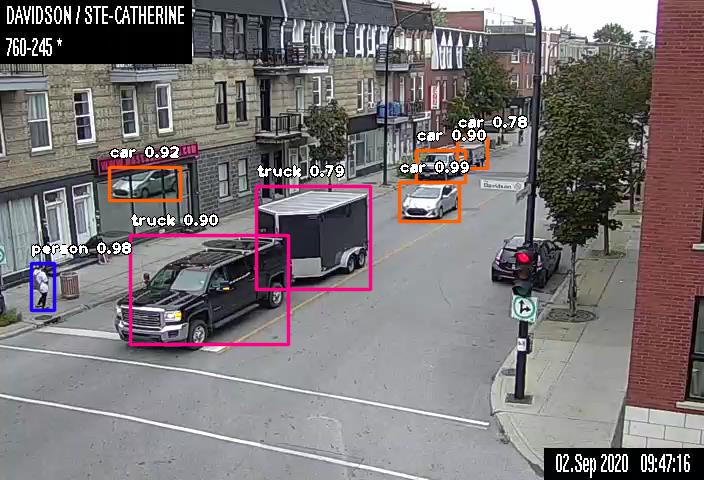 DAVIDSON / STE-CATHERINE
760-245 *
car 0.78
car 0.90
car 0.92
car 0.99
truck 0.79
truck 0.90
Davidson
person 0.98
02.Sep 2020 09:47:16